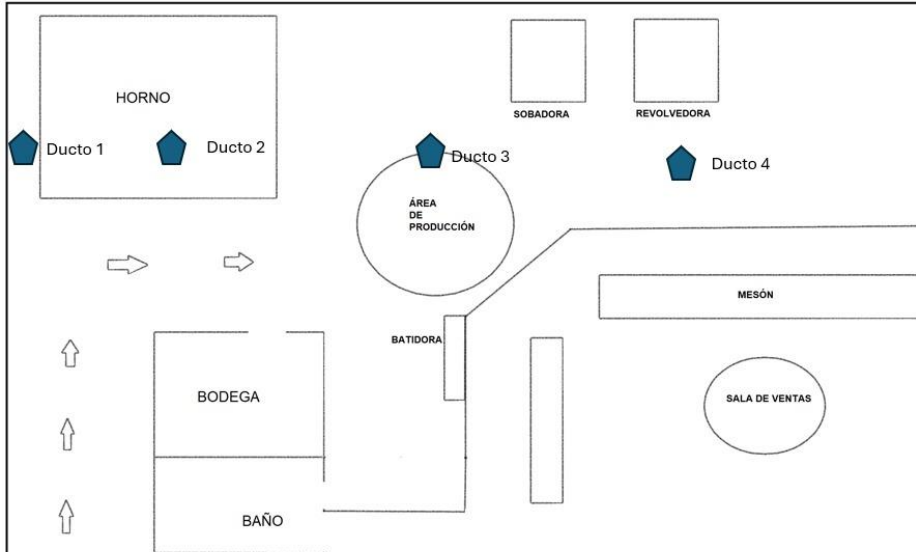 SOBADORA
REVOLVEDORA
HORNO
Ducto 1
Ducto 2
Ducto 3
Ducto 4
ÁREA
DE
PRODUCCIÓN
MESÓN
BATIDORA
BODEGA
SALA DE VENTAS
BAÑO